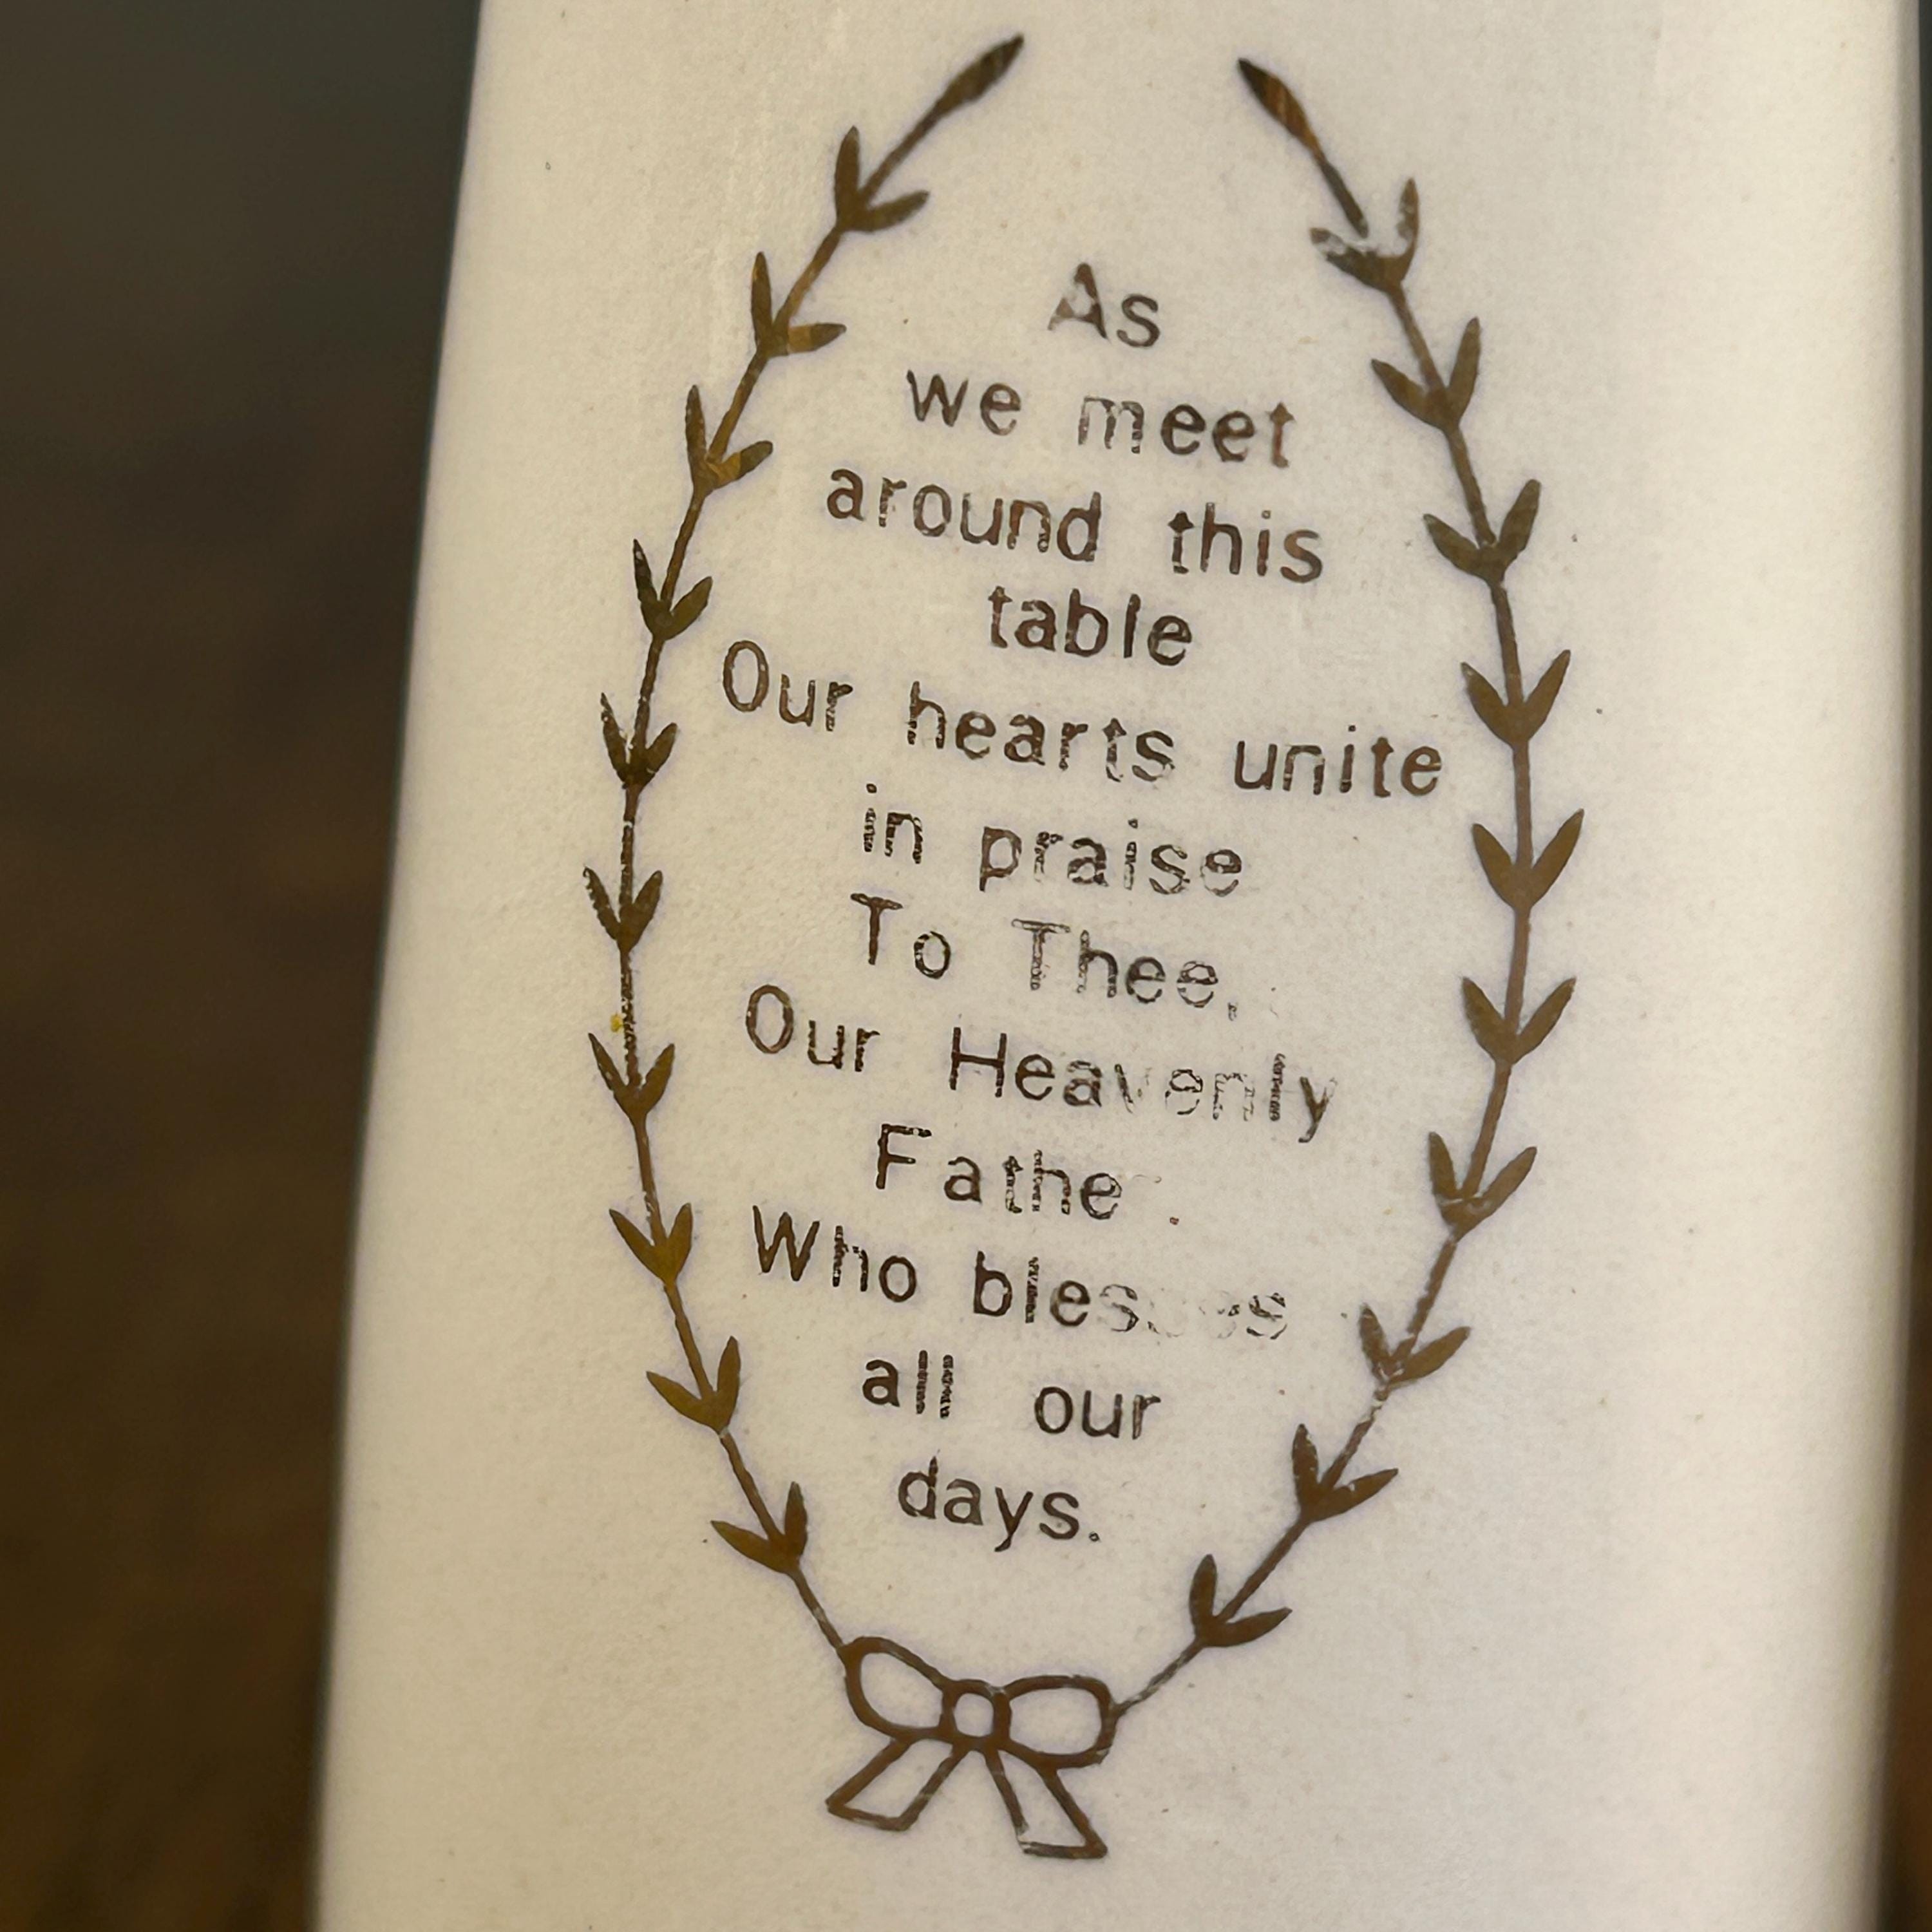 As
we meet
around this
table
Our hearts unite
in praise
To Thee,
Our Heavenly
Father.
Who blesses
all our
days.